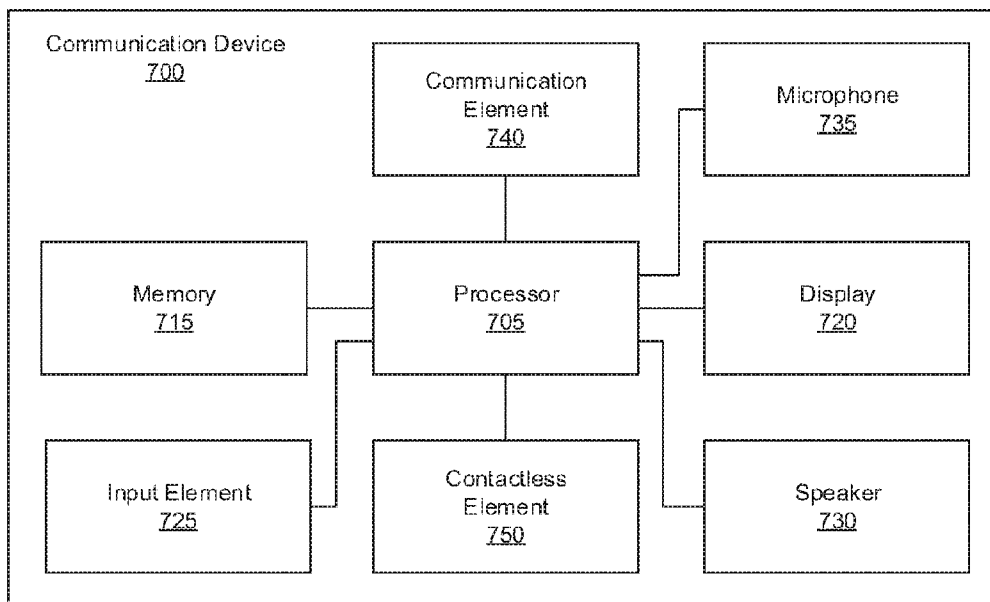 Communication Device
700
Communication
Element
740
Microphone
735
Memory
715
Processor
705
Display
720
Input Element
725
Contactless
Element
750
Speaker
730